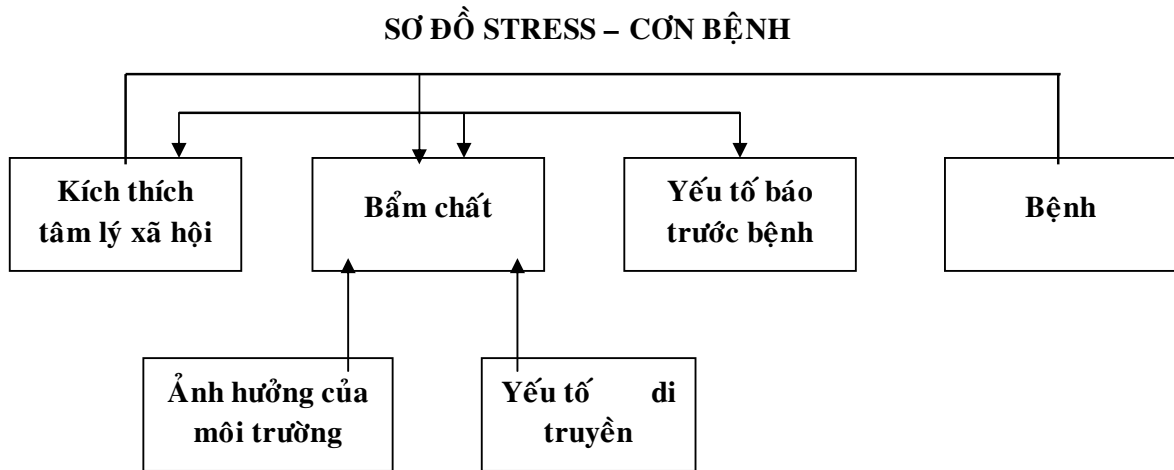 SƠ ĐỒ STRESS – CƠN BỆNH
Kích thích
tâm lý xã hội
Bẩm chất
Yếu tố báo
trước bệnh
Bệnh
Ảnh hưởng của
môi trường
Yếu tố di
truyền